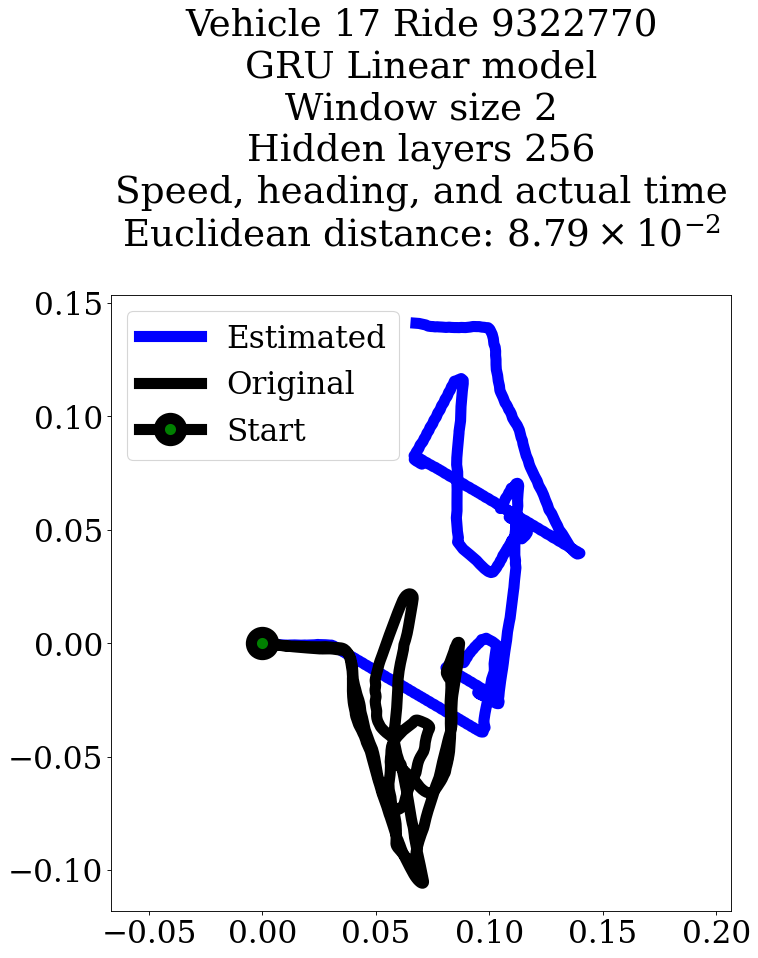 Vehicle 17 Ride 9322770
GRU Linear model
Window size 2
Hidden layers 256
Speed, heading, and actual time
Euclidean distance: 8.79 × 10⁻²
0.15
0.10
0.05
0.00
−0.05
−0.10
Estimated
Original
Start
−0.05 0.00 0.05 0.10 0.15 0.20